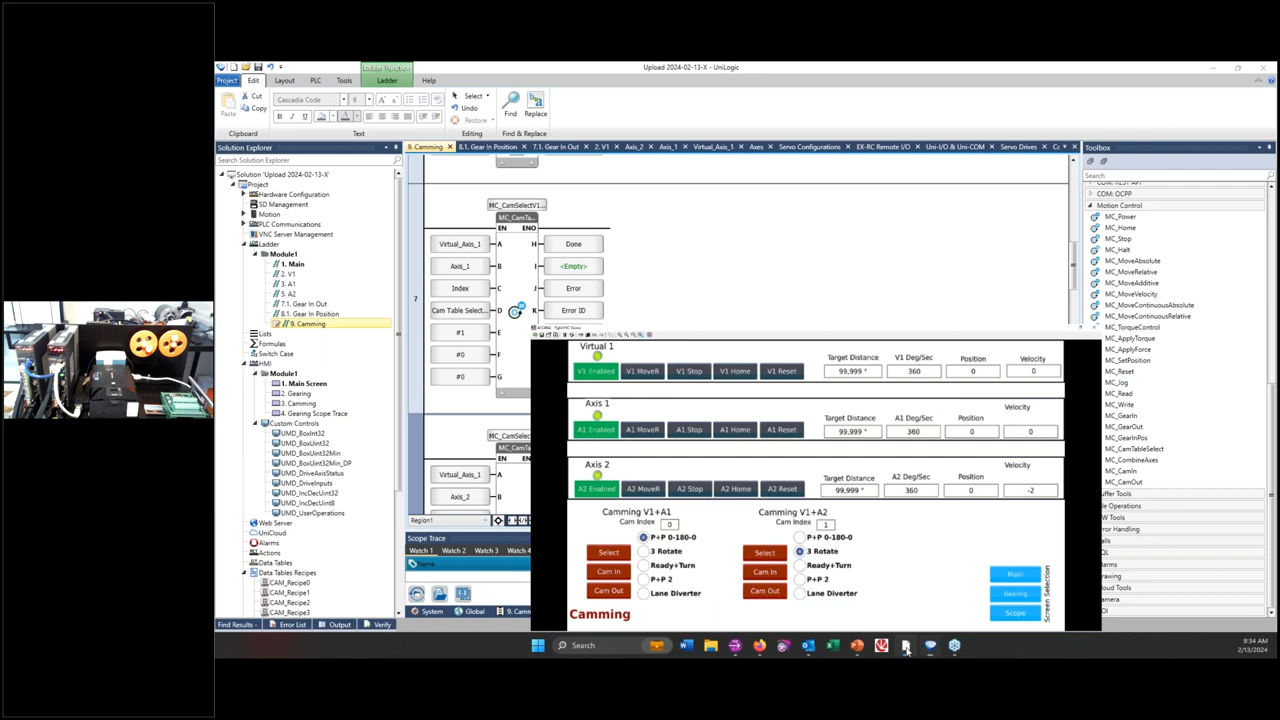 Ladder Function
Upload 2024-02-13-X - UniLogic
Project
Edit
Layout
PLC
Tools
Ladder
Help
Paste
Cut
Copy
Clipboard
Cascadia Code
6
Text
Select
Undo
Restore
Editing
Find
Replace
Find & Replace
Solution Explorer
Search Solution Explorer
Solution 'Upload 2024-02-13-X'
Project
Hardware Configuration
SD Management
Motion
PLC Communications
VNC Server Management
Ladder
Module1
1. Main
2. V1
3. A1
5. A2
7.1. Gear In Out
8.1. Gear In Position
9. Camming
Lists
Formulas
Switch Case
HMI
Module1
1. Main Screen
2. Gearing
3. Camming
4. Gearing Scope Trace
Custom Controls
UMD_BoxInt32
UMD_BoxUint32
UMD_BoxUint32Min
UMD_BoxUint32Min_DP
UMD_DriveAxisStatus
UMD_DriveInputs
UMD_IncDecUint32
UMD_IncDecUint8
UMD_UserOperations
Web Server
UniCloud
Alarms
Actions
Data Tables
Data Tables Recipes
CAM_Recipe0
CAM_Recipe1
CAM_Recipe2
CAM_Recipe3
Find Results
Error List
Output
Verify
9. Camming
8.1. Gear In Position
7.1. Gear In Out
2. V1
Axis_2
Axis_1
Virtual_Axis_1
Axes
Servo Configurations
EX-RC Remote I/O
Uni-I/O & Uni-COM
Servo Drives
7
MC_CamSelectV1...
MC_CamTa...
EN ENO
Virtual_Axis_1 A H Done
Axis_1 B I <Empty>
Index C J Error
Cam Table Select... D K Error ID
#1 E
#0 F
#0 G
MC_CamSelec
MC_CamTa
EN
Virtual_Axis_1 A
Axis_2 B
Region1
Scope Trace
Watch 1 Watch 2 Watch 3 Watch 4
Name
System
Global
9. Camm
Virtual 1
V1 Enabled V1 MoveR V1 Stop V1 Home V1 Reset
Target Distance V1 Deg/Sec Position Velocity
99,999 ° 360 0 0
Axis 1
A1 Enabled A1 MoveR A1 Stop A1 Home A1 Reset
Target Distance A1 Deg/Sec Position Velocity
99,999 ° 360 0 0
Axis 2
A2 Enabled A2 MoveR A2 Stop A2 Home A2 Reset
Target Distance A2 Deg/Sec Position Velocity
99,999 ° 360 0 -2
Camming V1+A1
Cam Index 0
Select
Cam In
Cam Out
P+P 0-180-0
3 Rotate
Ready+Turn
P+P 2
Lane Diverter
Camming V1+A2
Cam Index 1
Select
Cam In
Cam Out
P+P 0-180-0
3 Rotate
Ready+Turn
P+P 2
Lane Diverter
Main
Gearing
Scope
Screen Selection
Camming
Toolbox
Search
COM: OCPP
Motion Control
MC_Power
MC_Home
MC_Stop
MC_Halt
MC_MoveAbsolute
MC_MoveRelative
MC_MoveAdditive
MC_MoveVelocity
MC_MoveContinuousAbsolute
MC_MoveContinuousRelative
MC_TorqueControl
MC_ApplyTorque
MC_ApplyForce
MC_SetPosition
MC_Reset
MC_Jog
MC_Read
MC_Write
MC_GearIn
MC_GearOut
MC_GearInPos
MC_CamTableSelect
MC_CombineAxes
MC_CamIn
MC_CamOut
Search
9:34 AM
2/13/2024